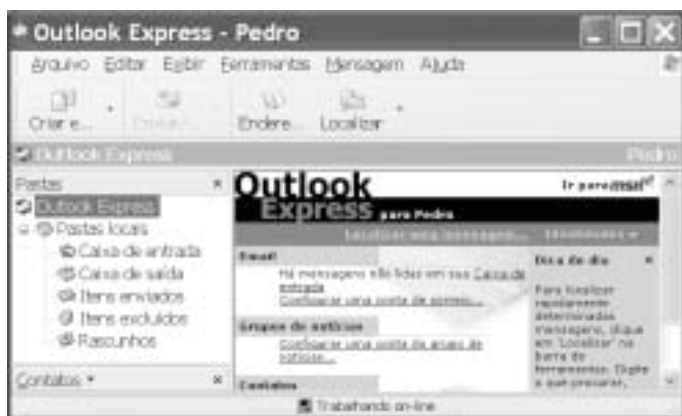 Outlook Express - Pedro
Arquivo Editar Exibir Ferramentas Mensagem Ajuda
Criar e... Enviar/... Endere... Localizar
Outlook Express Pedro
Pastas
Outlook Express
Pastas locais
Caixa de entrada
Caixa de saída
Itens enviados
Itens excluídos
Rascunhos
Contatos
Outlook Ir para msn
Express para Pedro
Localizar uma mensagem...
Email
Há mensagens não lidas em sua Caixa de
entrada
Configurar uma conta de correio...
Grupos de notícias
Configurar uma conta de grupo de
notícias...
Contatos
Dica do dia
Para localizar
rapidamente
determinadas
mensagens, clique
em 'Localizar' na
barra de
ferramentas. Digite
o que procurar,
Trabalhando on-line